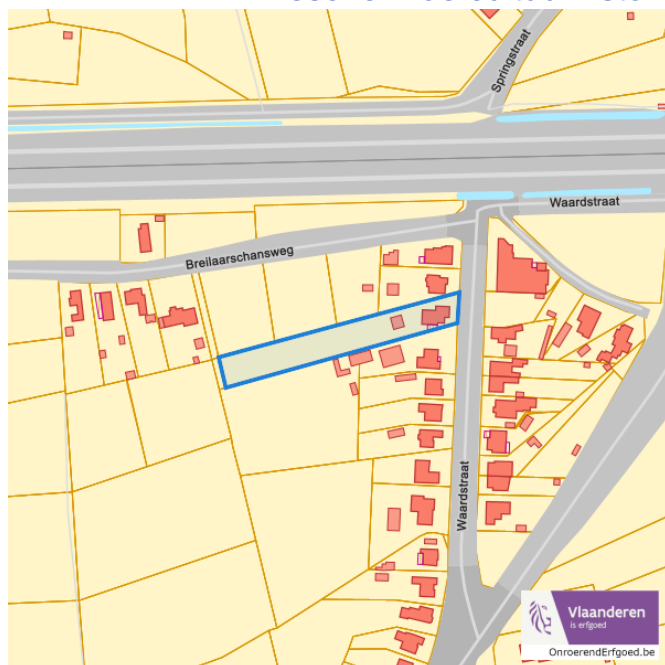 Springstraat
Waardstraat
Breilaarschansweg
Waardstraat
Vlaanderen
is erfgoed
OnroerendErfgoed.be